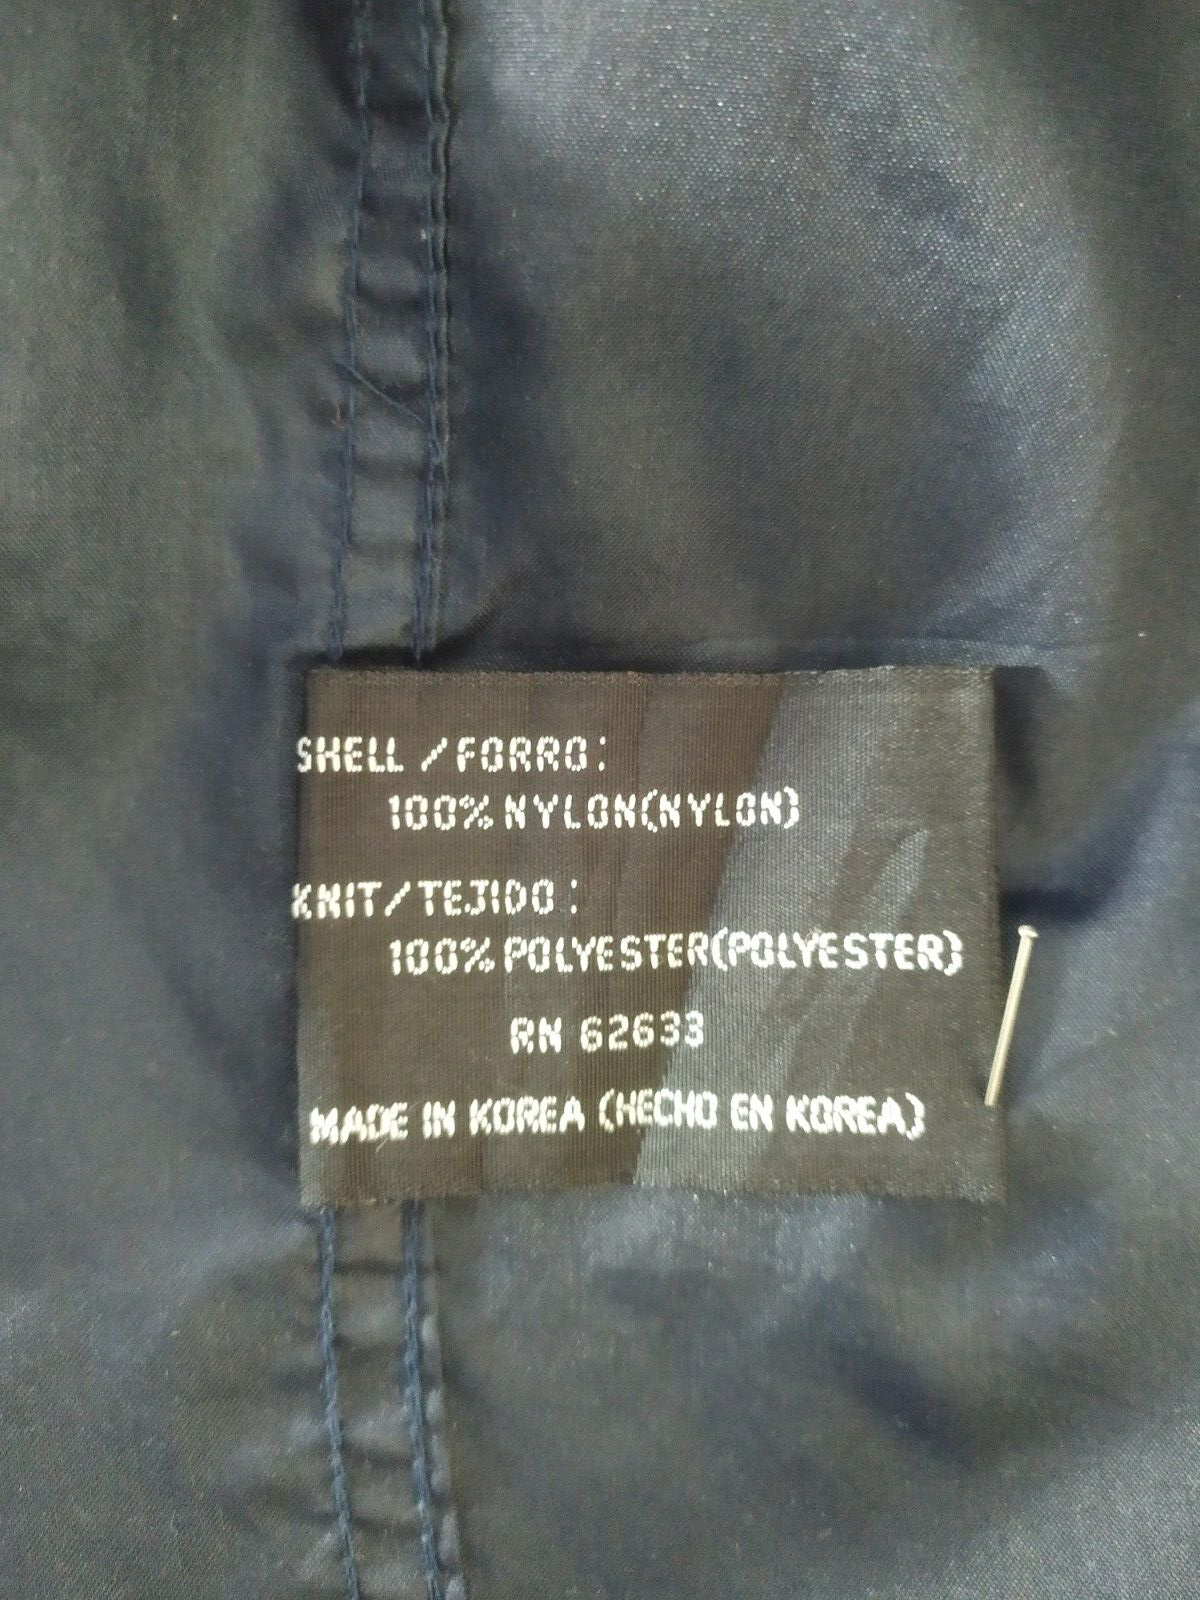 SHELL / FORRO:
100% NYLON(NYLON)
KNIT/TEJIDO:
100% POLYESTER(POLYESTER)
RN 62633
MADE IN KOREA (HECHO EN KOREA)